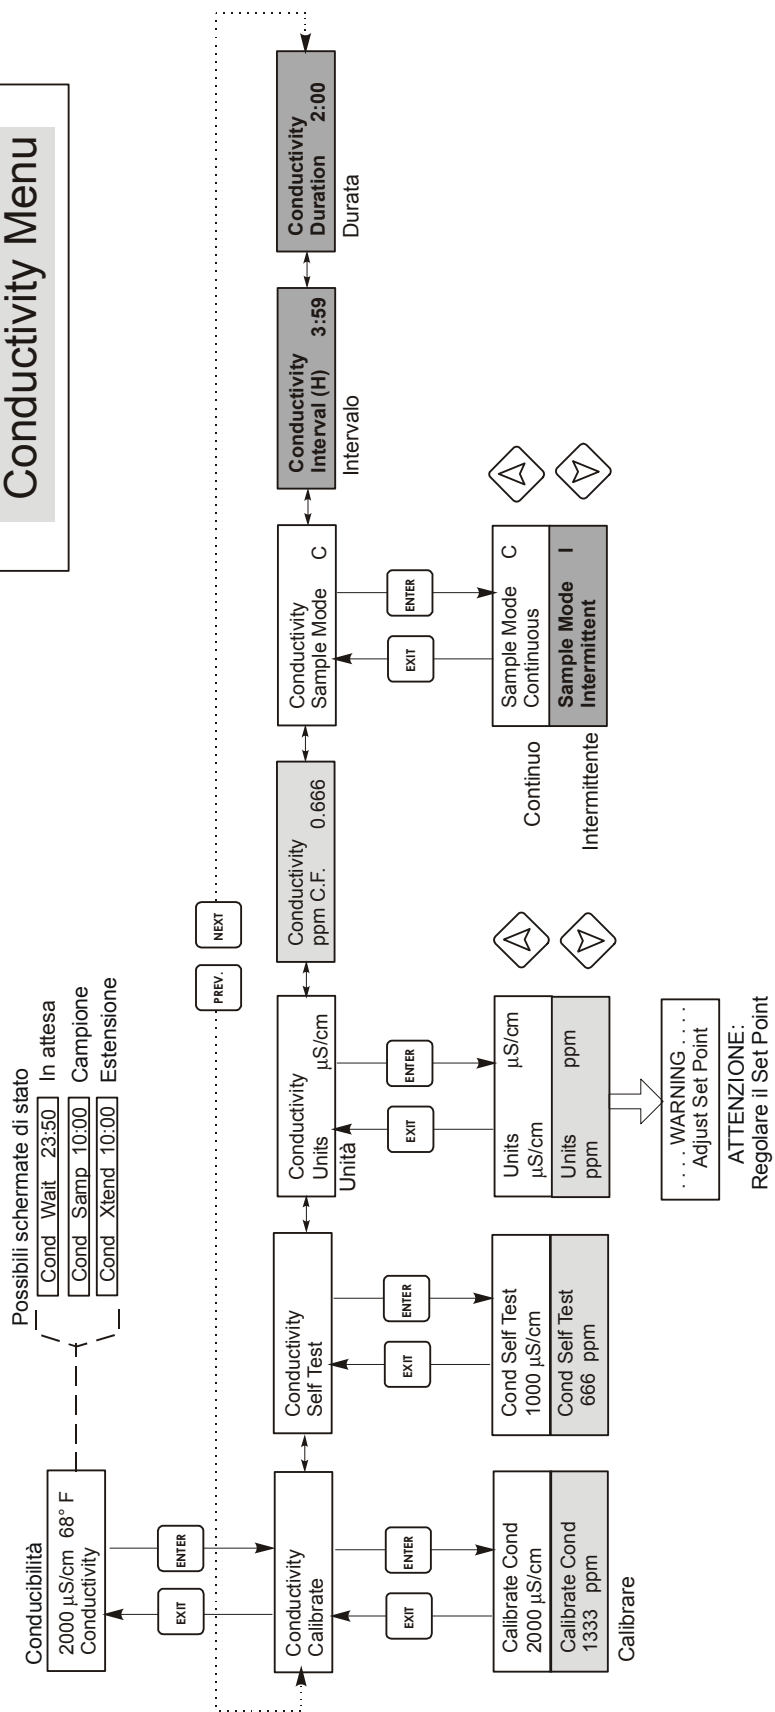 Conductivity Menu
Conducibilità
2000 μS/cm 68° F
Conductivity
Possibili schermate di stato
Cond Wait 23:50
In attesa
Cond Samp 10:00
Campione
Cond Xtend 10:00
Estensione
EXIT
ENTER
PREV.
NEXT
Conductivity
Calibrate
Conductivity
Self Test
Conductivity
Units μS/cm
Unità
Conductivity
ppm C.F. 0.666
Conductivity
Sample Mode C
Conductivity
Interval (H) 3:59
Intervalo
Conductivity
Duration 2:00
Durata
EXIT
ENTER
EXIT
ENTER
EXIT
ENTER
EXIT
ENTER
Calibrate Cond
2000 μS/cm
Calibrate Cond
1333 ppm
Calibrare
Cond Self Test
1000 μS/cm
Cond Self Test
666 ppm
Units μS/cm
μS/cm
Units ppm
ppm
. . . . WARNING . . . .
Adjust Set Point
ATTENZIONE:
Regolare il Set Point
Continuo
Sample Mode C
Continuous
Intermittente
Sample Mode I
Intermittent